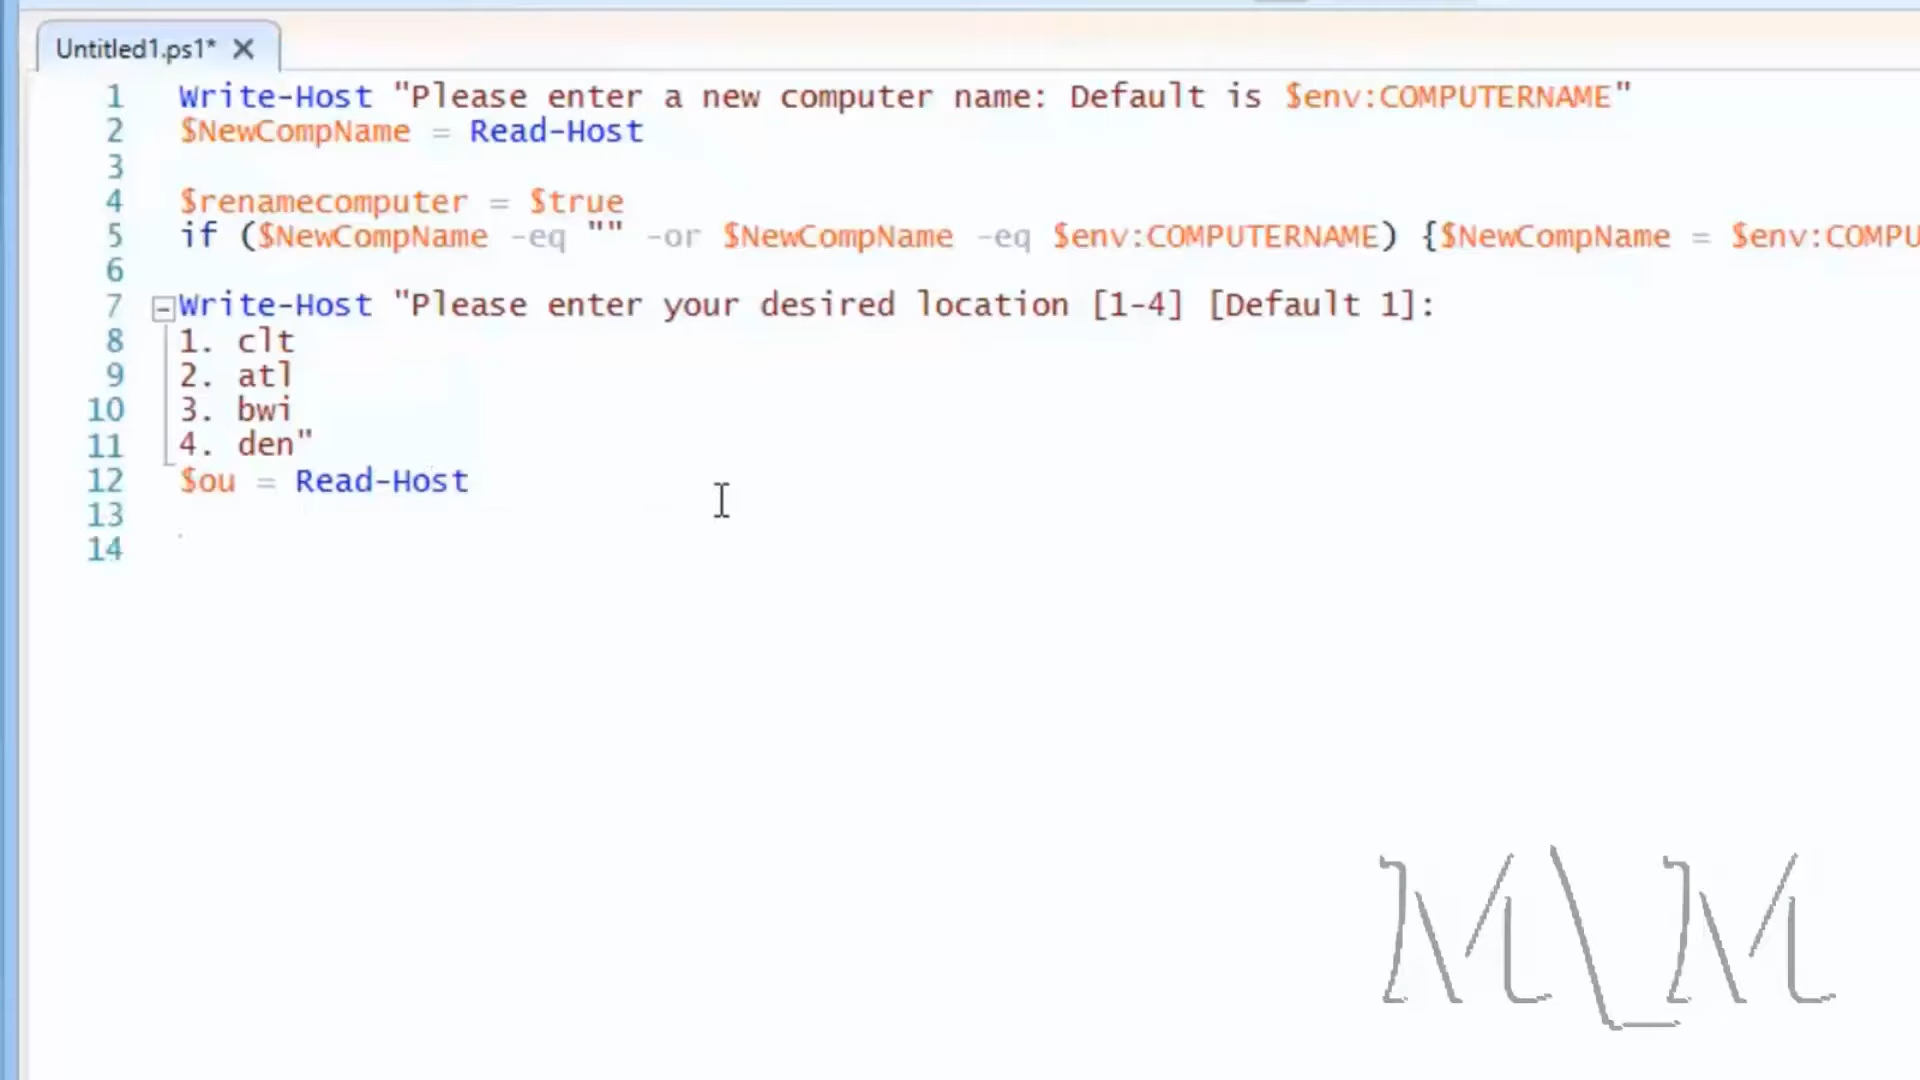 Untitled1.ps1*
1 Write-Host "Please enter a new computer name: Default is $env:COMPUTERNAME"
2 $NewCompName = Read-Host
3
4 $renamecomputer = $true
5 if ($NewCompName -eq "" -or $NewCompName -eq $env:COMPUTERNAME) {$NewCompName = $env:COMPU
6
7 Write-Host "Please enter your desired location [1-4] [Default 1]:
8 1. clt
9 2. atl
10 3. bwi
11 4. den"
12 $ou = Read-Host
13
14
M\_M